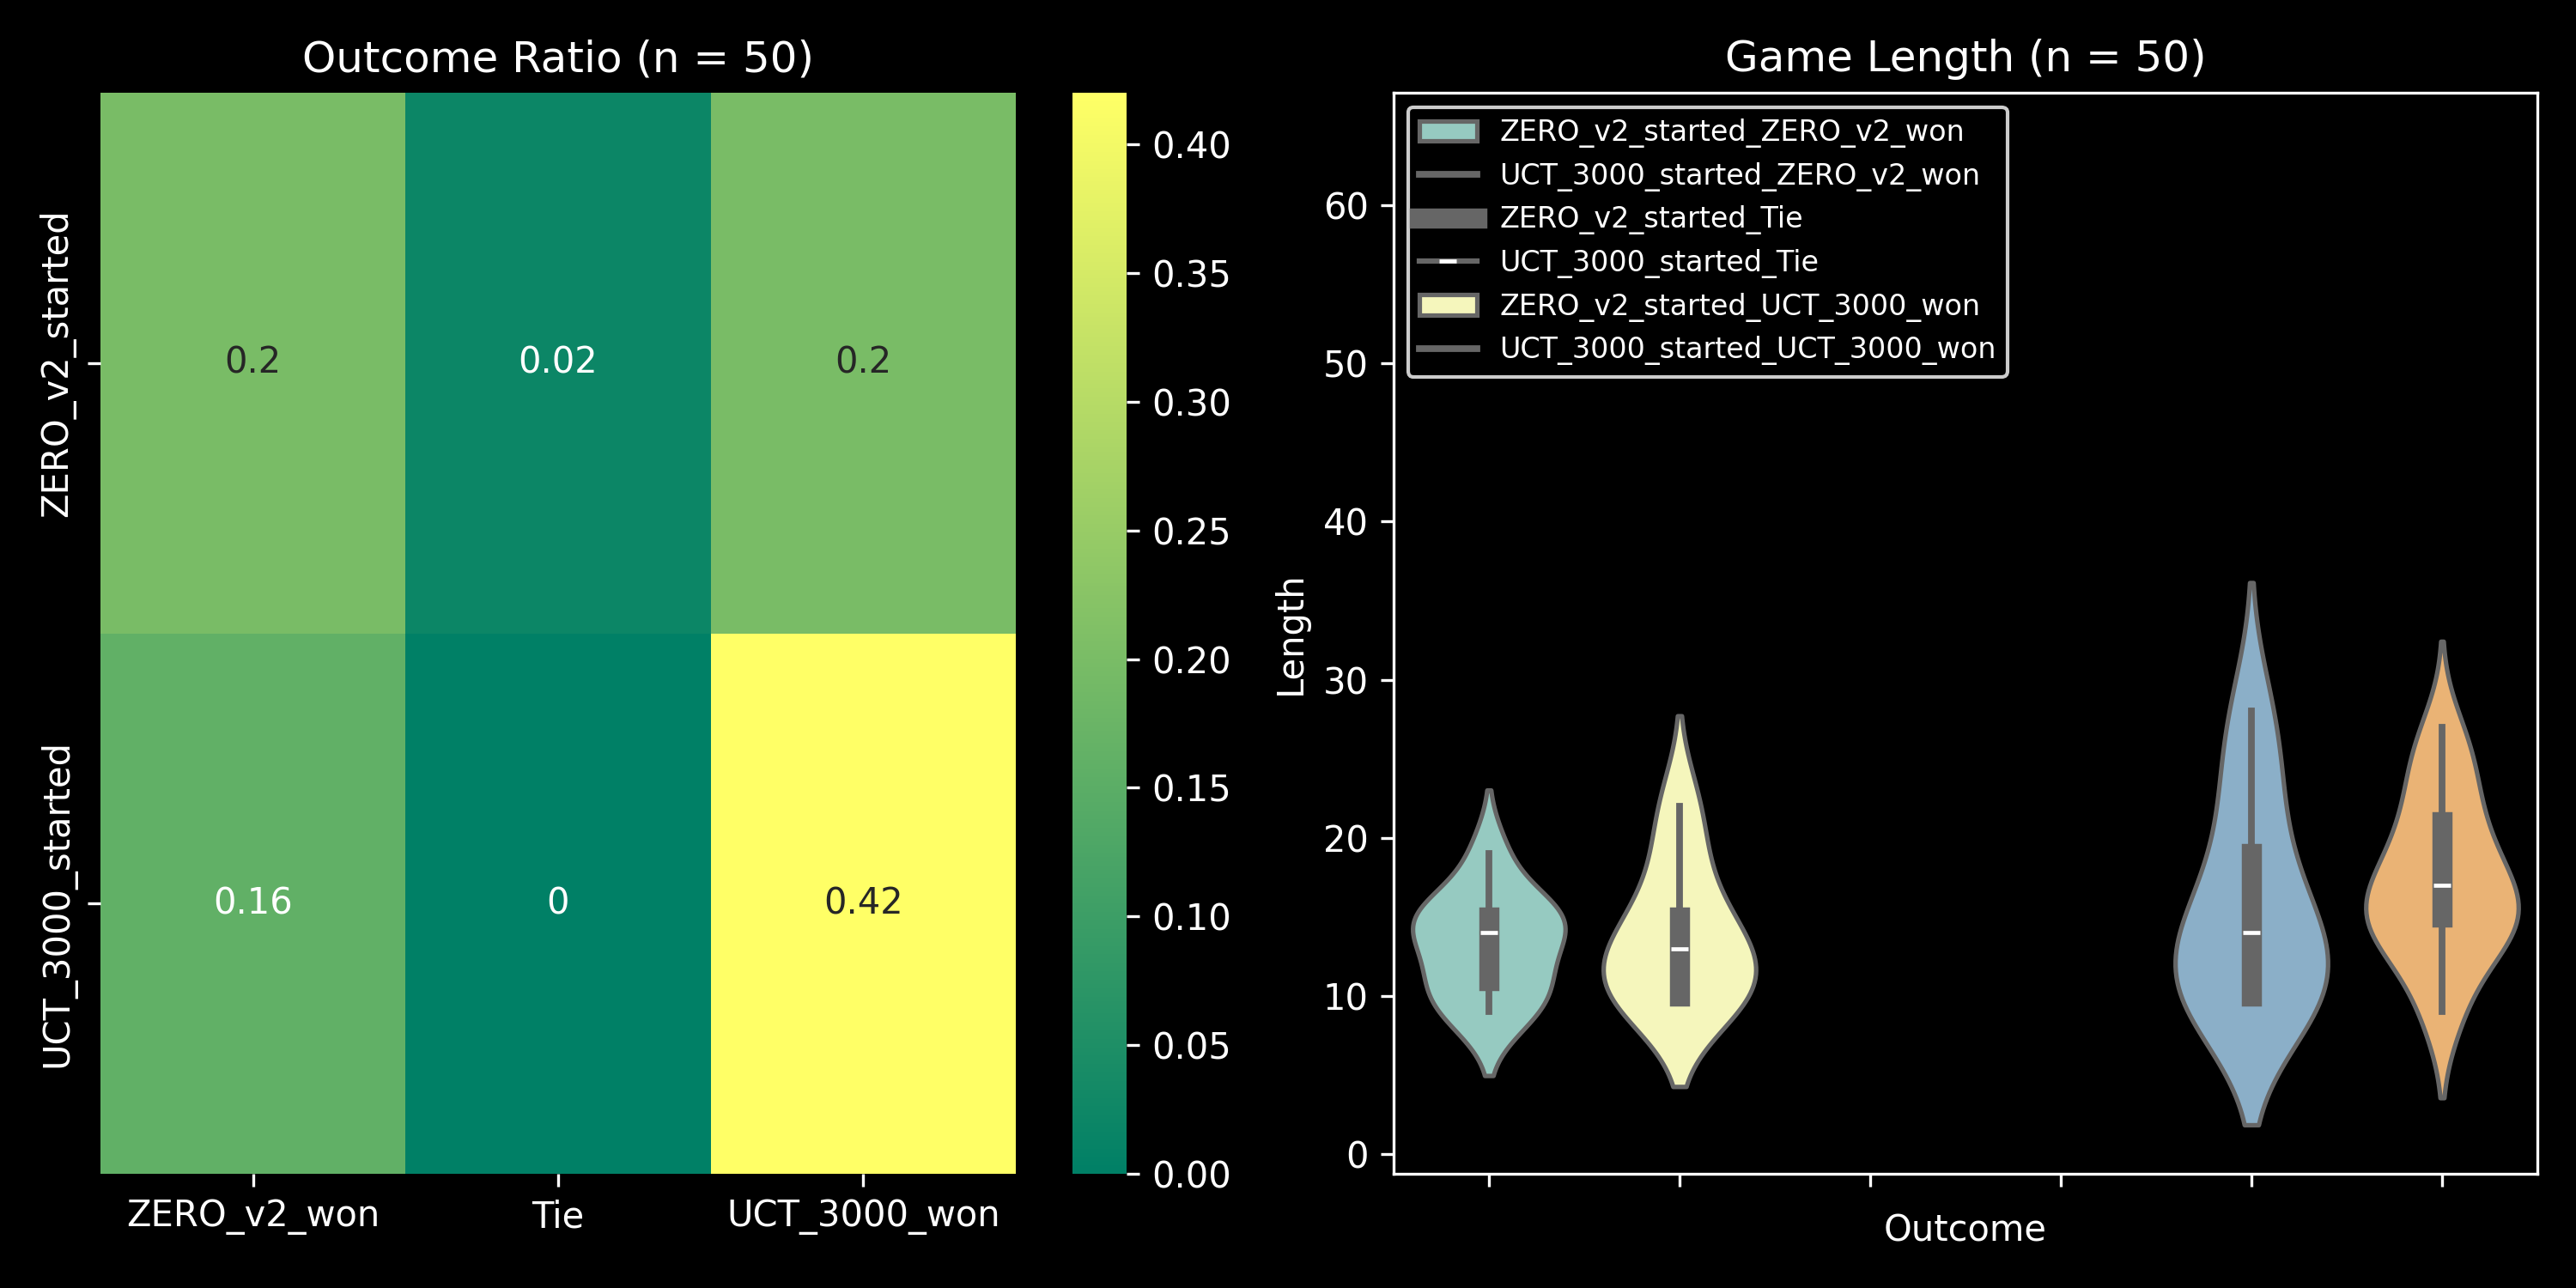 Outcome Ratio (n = 50)
ZERO_v2_started
UCT_3000_started
0.2
0.02
0.2
0.16
0
0.42
ZERO_v2_won
Tie
UCT_3000_won
0.40
0.35
0.30
0.25
0.20
0.15
0.10
0.05
0.00
Game Length (n = 50)
ZERO_v2_started_ZERO_v2_won
UCT_3000_started_ZERO_v2_won
ZERO_v2_started_Tie
UCT_3000_started_Tie
ZERO_v2_started_UCT_3000_won
UCT_3000_started_UCT_3000_won
Length
60
50
40
30
20
10
0
Outcome